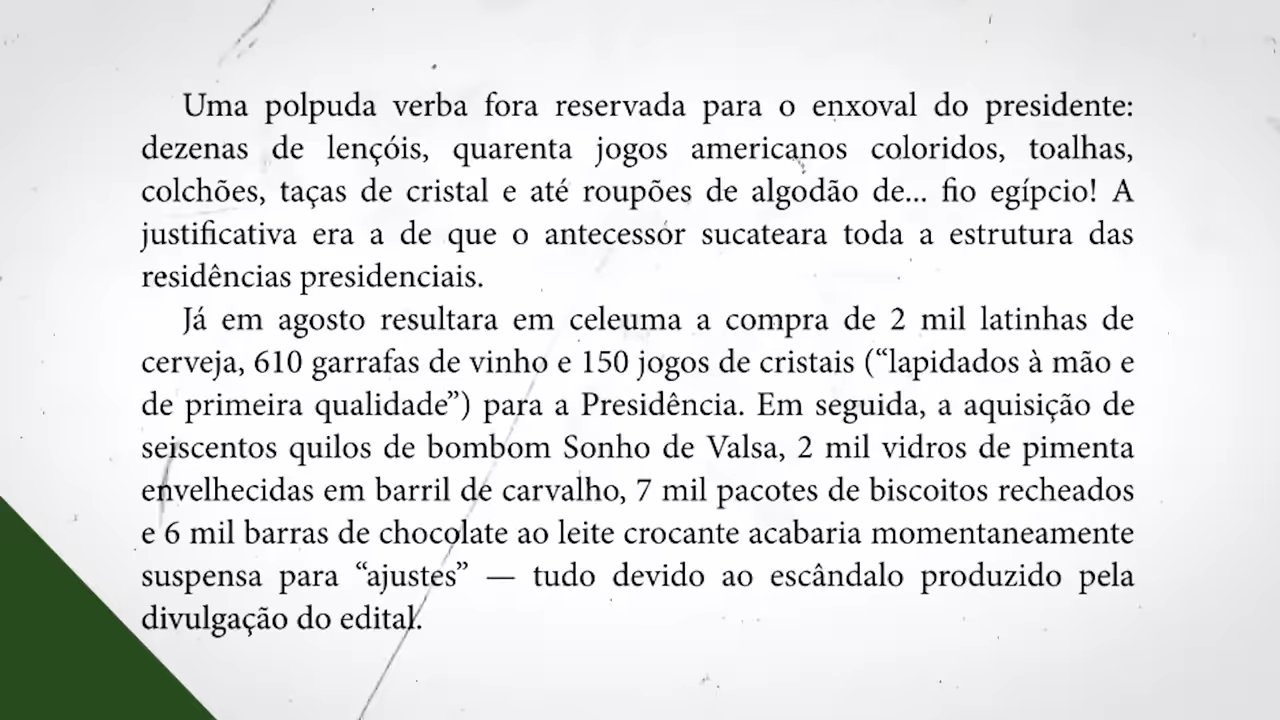 Uma polpuda verba fora reservada para o enxoval do presidente:
dezenas de lençóis, quarenta jogos americanos coloridos, toalhas,
colchões, taças de cristal e até roupões de algodão de... fio egípcio! A
justificativa era a de que o antecessor sucateara toda a estrutura das
residências presidenciais.
Já em agosto resultara em celeuma a compra de 2 mil latinhas de
cerveja, 610 garrafas de vinho e 150 jogos de cristais (“lapidados à mão e
de primeira qualidade”) para a Presidência. Em seguida, a aquisição de
seiscentos quilos de bombom Sonho de Valsa, 2 mil vidros de pimenta
envelhecidas em barril de carvalho, 7 mil pacotes de biscoitos recheados
e 6 mil barras de chocolate ao leite crocante acabaria momentaneamente
suspensa para “ajustes” — tudo devido ao escândalo produzido pela
divulgação do edital.